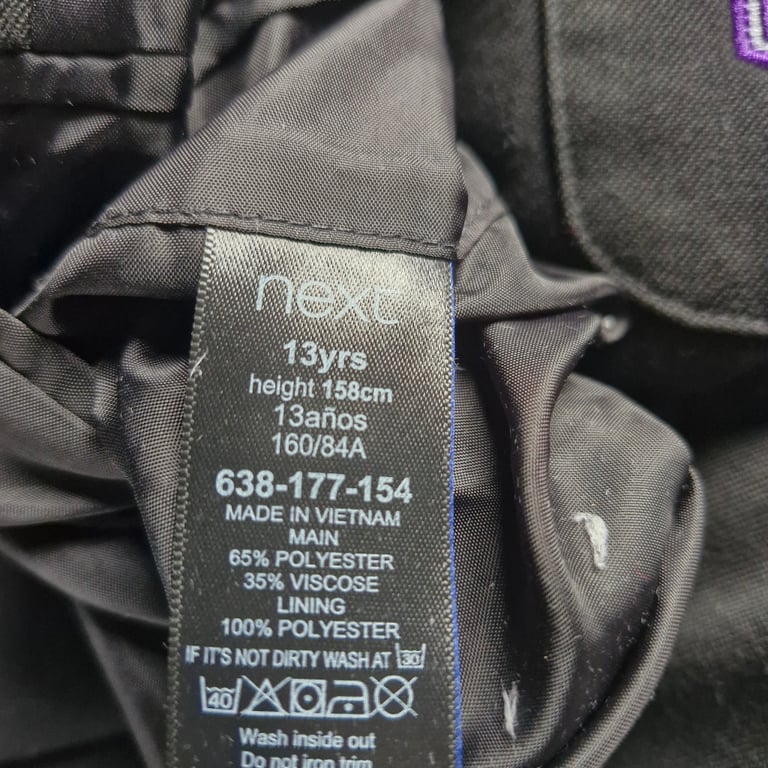 next
13yrs
height 158cm
13años
160/84A
638-177-154
MADE IN VIETNAM
MAIN
65% POLYESTER
35% VISCOSE
LINING
100% POLYESTER
IF IT'S NOT DIRTY WASH AT 30
40
Wash inside out
Do not iron trim